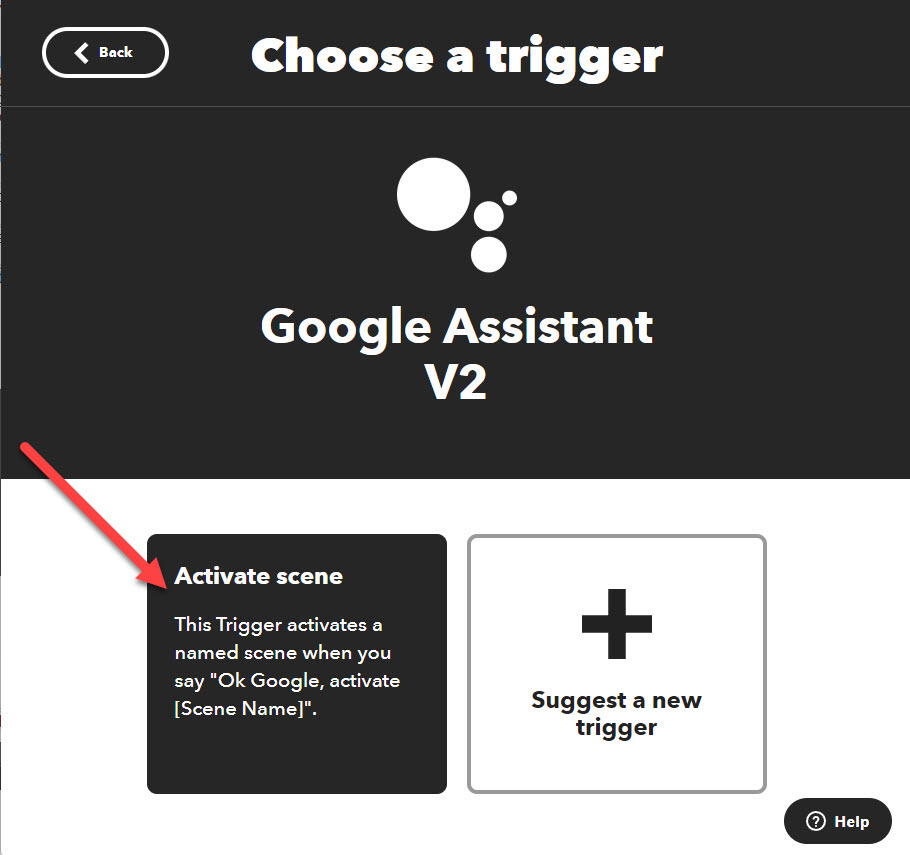 Back
Choose a trigger
Google Assistant
V2
Activate scene
This Trigger activates a
named scene when you
say "Ok Google, activate
[Scene Name]".
Suggest a new
trigger
Help